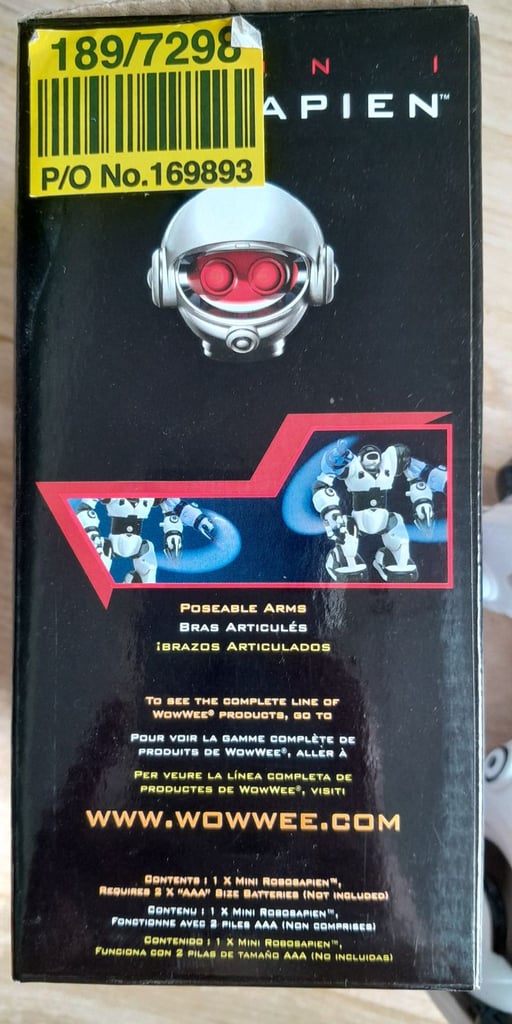 189/7298
P/O No.169893
N I
APIEN™
Poseable Arms
Bras Articulés
¡Brazos Articulados
To see the complete line of
WowWee® products, go to
Pour voir la gamme complète de
produits de WowWee®, aller à
Per veure la línea completa de
productes de WowWee®, visiti
www.wowwee.com
Contents : 1 x Mini Robosapien™,
Requires 2 x "AAA" Size Batteries (Not included)
Contenu : 1 x Mini Robosapien™,
Fonctionne avec 2 piles AAA (Non comprises)
Contenido : 1 x Mini Robosapien™,
Funciona con 2 pilas de tamaño AAA (No incluidas)